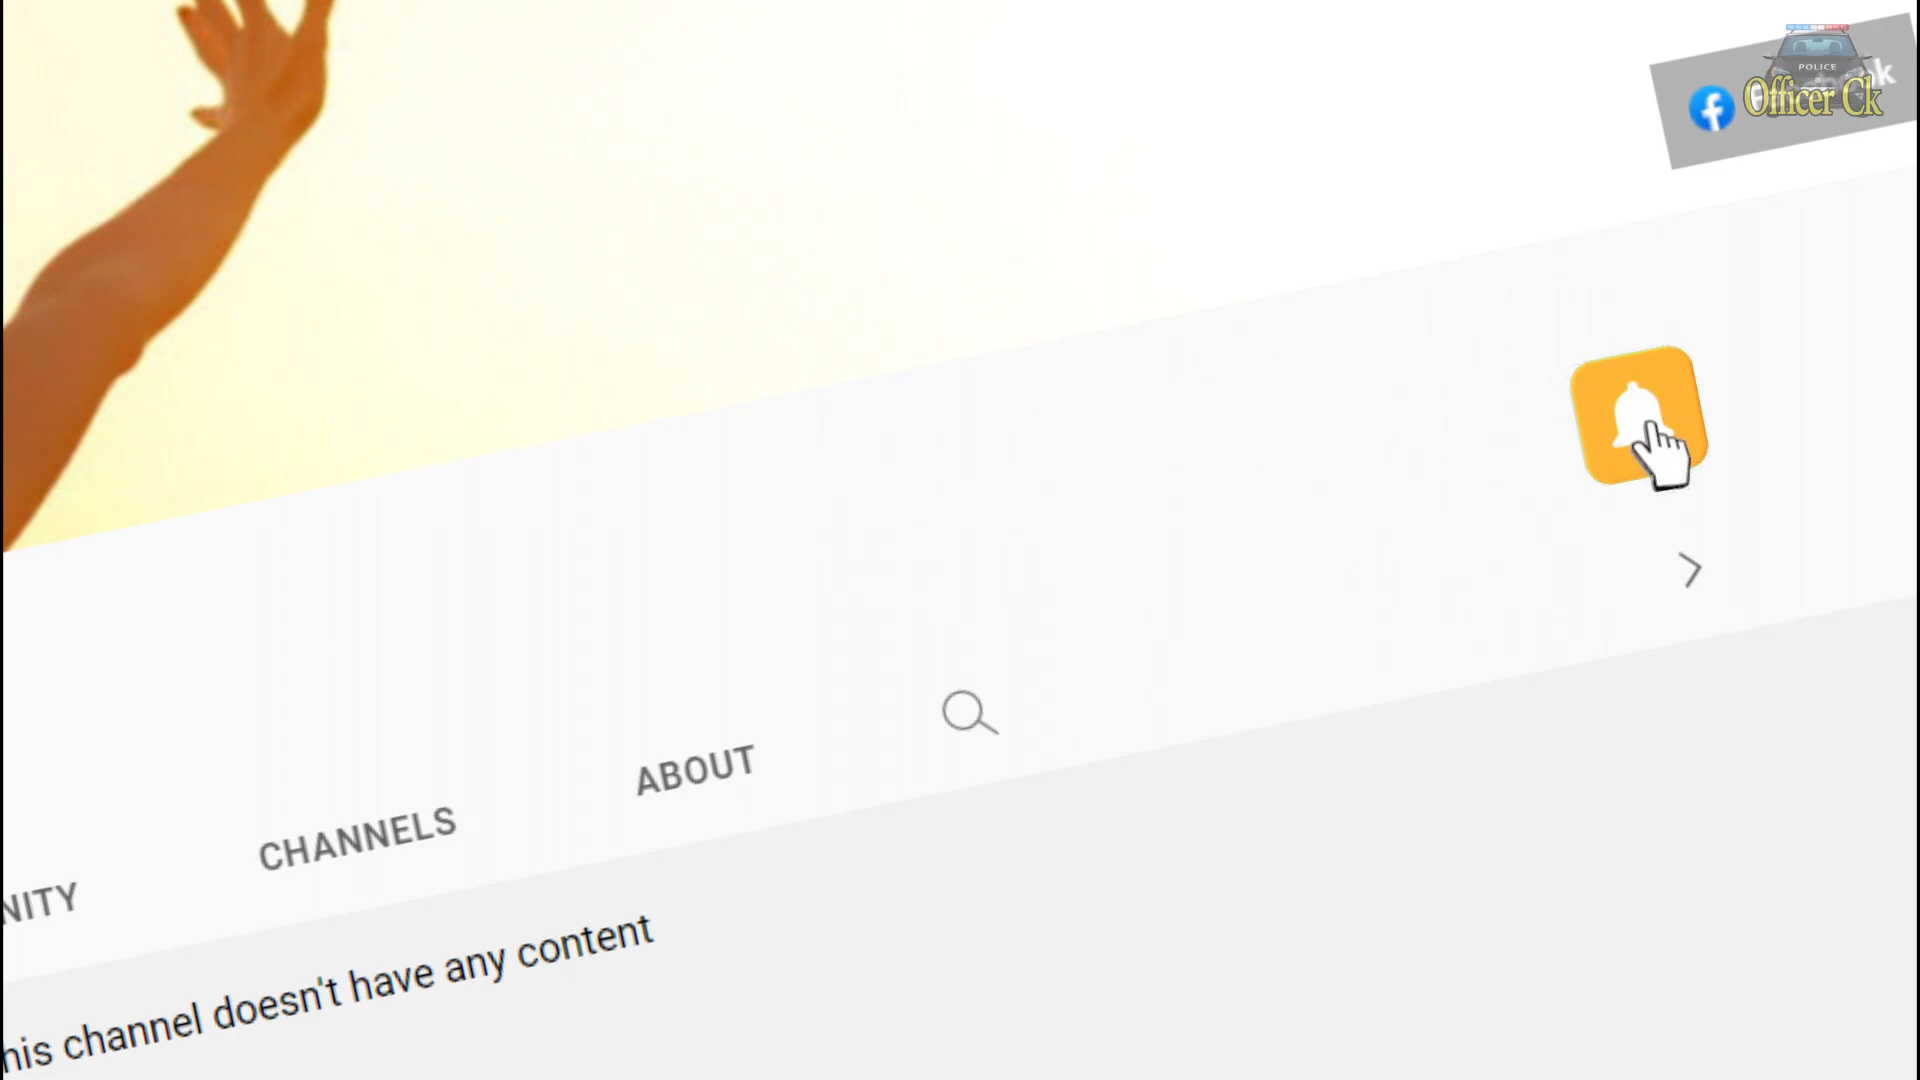 POLICE
Officer Ck
ABOUT
CHANNELS
NITY
his channel doesn't have any content